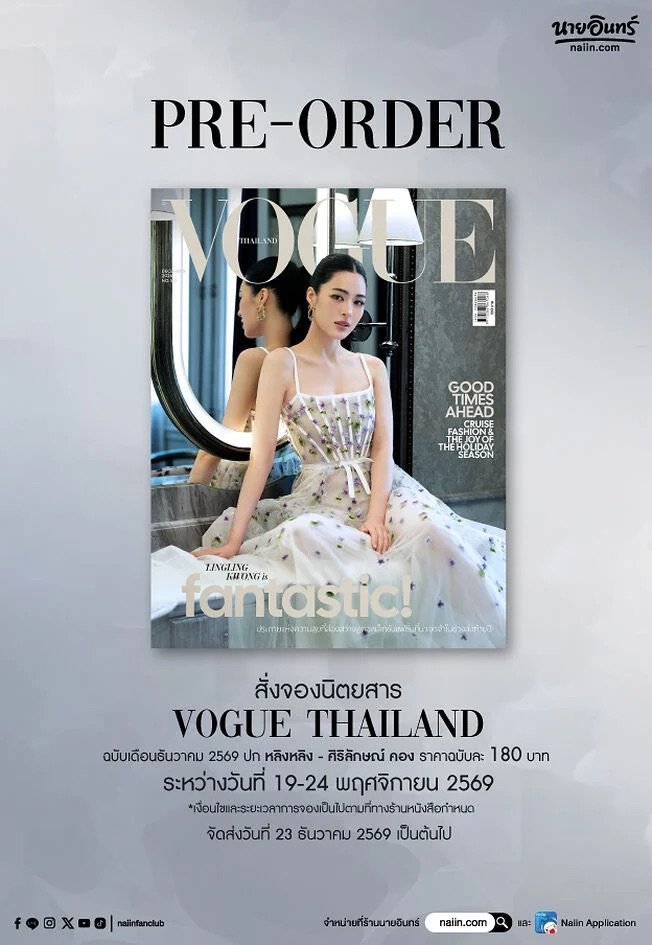 นายอินทร์
naiin.com
PRE-ORDER
VOGUE
THAILAND
GOOD
TIMES
AHEAD
CRUISE
FASHION &
THE JOY OF
THE HOLIDAY
SEASON
LINGLING
KWONG is
fantastic!
สั่งจองนิตยสาร
VOGUE THAILAND
ฉบับเดือนธันวาคม 2569 ปก หลิงหลิง - ศิริลักษณ์ คอง ราคาฉบับละ 180 บาท
ระหว่างวันที่ 19-24 พฤศจิกายน 2569
*เงื่อนไขและระยะเวลาการจองเป็นไปตามที่ทางร้านหนังสือกำหนด
จัดส่งวันที่ 23 ธันวาคม 2569 เป็นต้นไป
naiinfanclub
จำหน่ายที่ร้านนายอินทร์ naiin.com และ Naiin Application